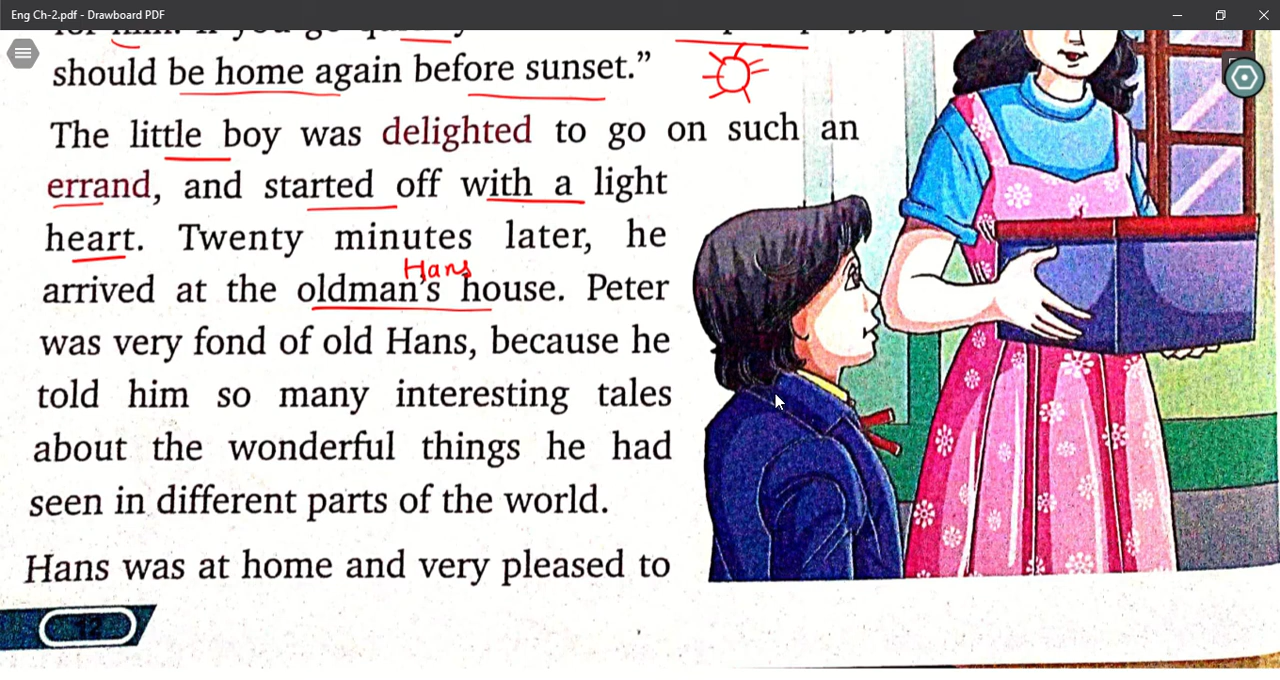 Eng Ch-2.pdf - Drawboard PDF
should be home again before sunset.”
The little boy was delighted to go on such an
errand, and started off with a light
heart. Twenty minutes later, he
Hans
arrived at the oldman's house. Peter
was very fond of old Hans, because he
told him so many interesting tales
about the wonderful things he had
seen in different parts of the world.
Hans was at home and very pleased to
12